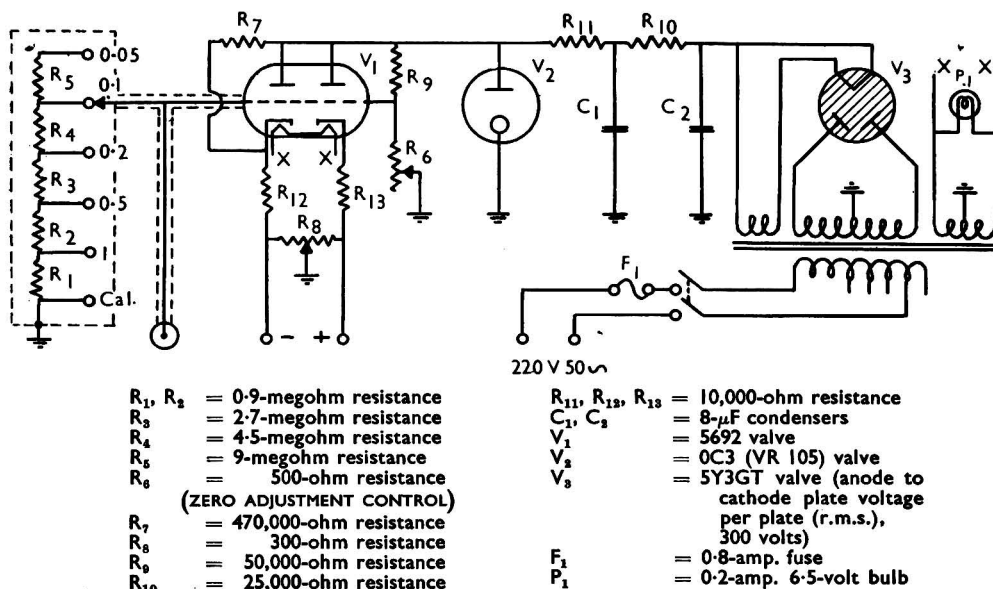 R7
R11
R10
0·05
R5
0·1
V1
R9
V2
C1
C2
V3
X P1 X
R4
0·2
X X
R6
R3
R12
R13
0·5
R8
R2
1
R1
Cal.
F1
- +
220 V 50∿
R1, R2 = 0·9-megohm resistance
R3 = 2·7-megohm resistance
R4 = 4·5-megohm resistance
R5 = 9-megohm resistance
R6 = 500-ohm resistance
(ZERO ADJUSTMENT CONTROL)
R7 = 470,000-ohm resistance
R8 = 300-ohm resistance
R9 = 50,000-ohm resistance
R10 = 25,000-ohm resistance
R11, R12, R13 = 10,000-ohm resistance
C1, C2 = 8-μF condensers
V1 = 5692 valve
V2 = 0C3 (VR 105) valve
V3 = 5Y3GT valve (anode to
cathode plate voltage
per plate (r.m.s.),
300 volts)
F1 = 0·8-amp. fuse
P1 = 0·2-amp. 6·5-volt bulb